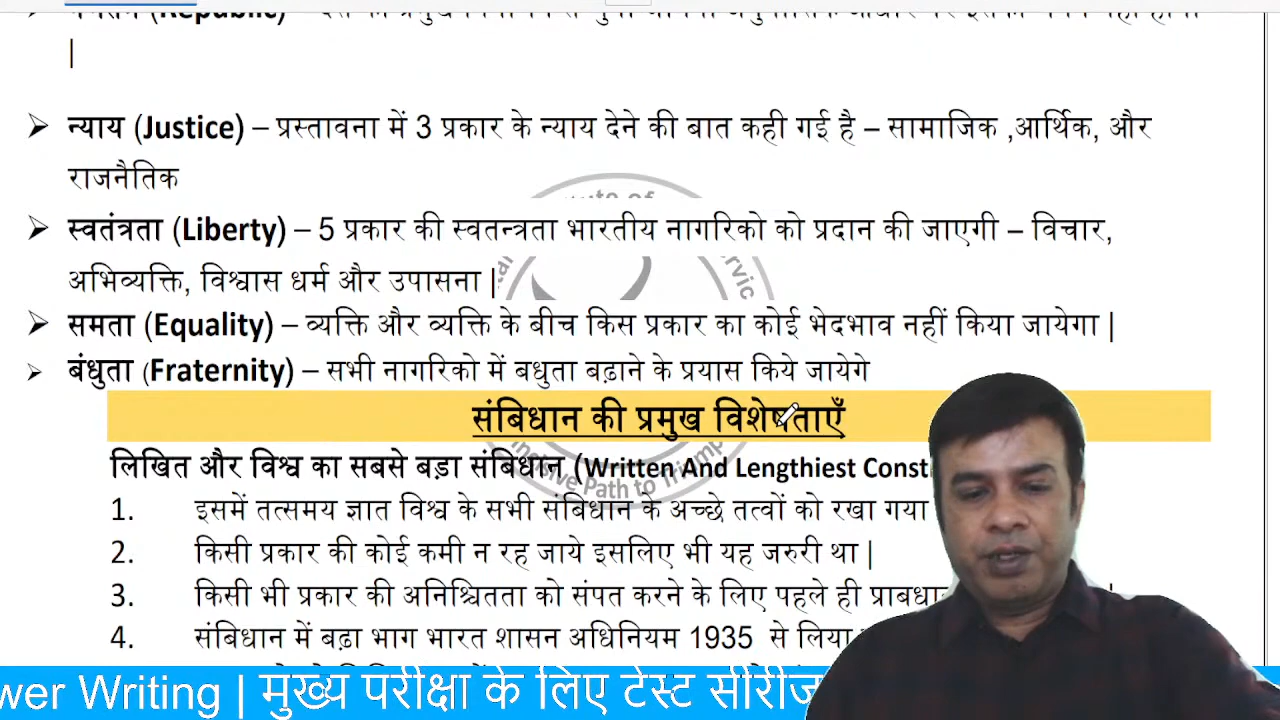 (Republic) –
|
➢ न्याय (Justice) – प्रस्तावना में 3 प्रकार के न्याय देने की बात कही गई है – सामाजिक ,आर्थिक, और
राजनैतिक
➢ स्वतंत्रता (Liberty) – 5 प्रकार की स्वतन्त्रता भारतीय नागरिको को प्रदान की जाएगी – विचार,
अभिव्यक्ति, विश्वास धर्म और उपासना |
➢ समता (Equality) – व्यक्ति और व्यक्ति के बीच किस प्रकार का कोई भेदभाव नहीं किया जायेगा |
➢ बंधुता (Fraternity) – सभी नागरिको में बधुता बढ़ाने के प्रयास किये जायेगे
संबिधान की प्रमुख विशेषताएँ
लिखित और विश्व का सबसे बड़ा संबिधान (Written And Lengthiest Const
1. इसमें तत्समय ज्ञात विश्व के सभी संबिधान के अच्छे तत्वों को रखा गया
2. किसी प्रकार की कोई कमी न रह जाये इसलिए भी यह जरुरी था |
3. किसी भी प्रकार की अनिश्चितता को संपत करने के लिए पहले ही प्राबधा
4. संबिधान में बढ़ा भाग भारत शासन अधिनियम 1935 से लिया
wer Writing | मुख्य परीक्षा के लिए टेस्ट सीरीज